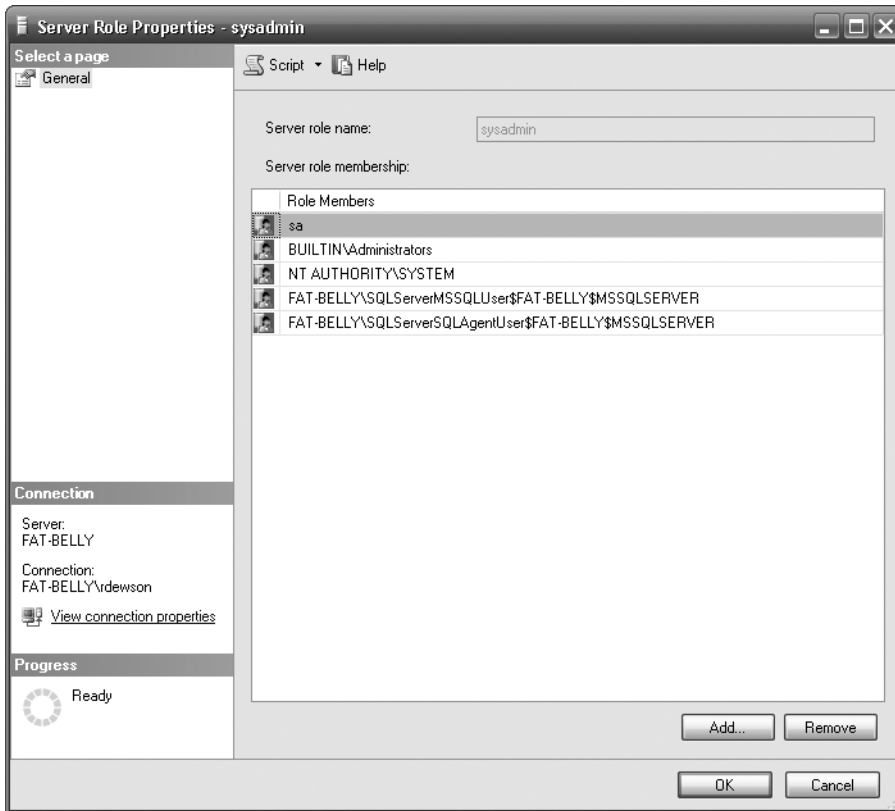 Server Role Properties - sysadmin
Select a page
General
Script
Help
Server role name:
sysadmin
Server role membership:
Role Members
sa
BUILTIN\Administrators
NT AUTHORITY\SYSTEM
FAT-BELLY\SQLServerMSSQLUser$FAT-BELLY$MSSQLSERVER
FAT-BELLY\SQLServerSQLAgentUser$FAT-BELLY$MSSQLSERVER
Connection
Server:
FAT-BELLY
Connection:
FAT-BELLY\rdewson
View connection properties
Progress
Ready
Add...
Remove
OK
Cancel